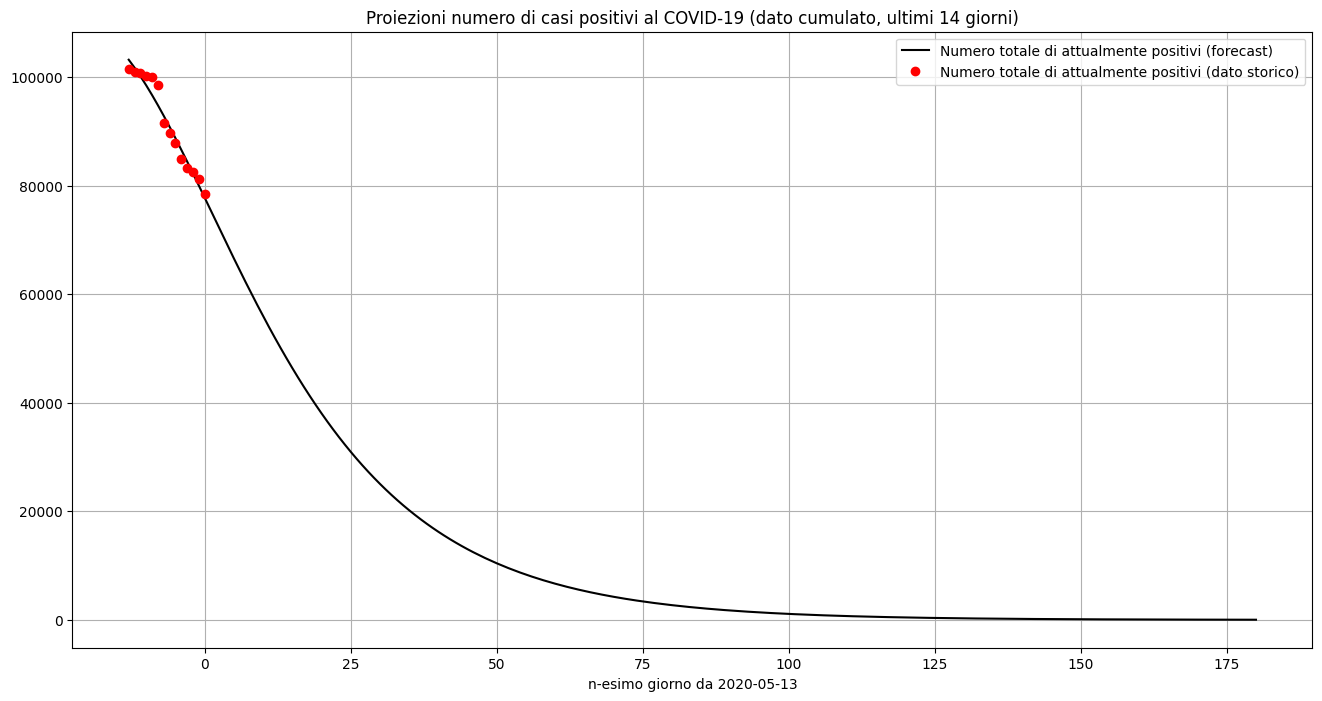 Proiezioni numero di casi positivi al COVID-19 (dato cumulato, ultimi 14 giorni)
Numero totale di attualmente positivi (forecast)
Numero totale di attualmente positivi (dato storico)
100000
80000
60000
40000
20000
0
0 25 50 75 100 125 150 175
n-esimo giorno da 2020-05-13